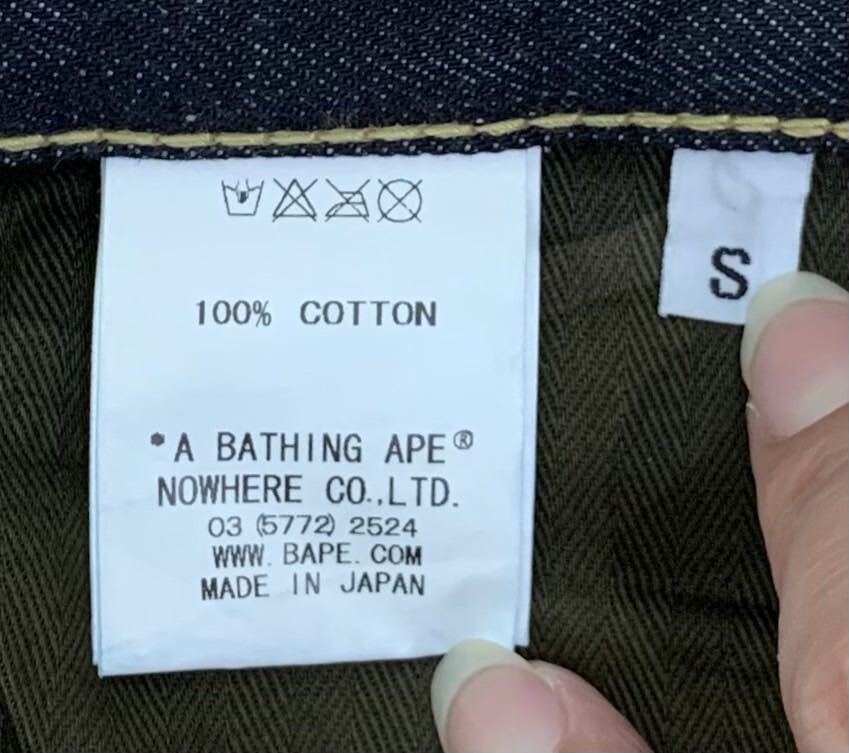 100% COTTON
*A BATHING APE®
NOWHERE CO.,LTD.
03 (5772) 2524
WWW. BAPE. COM
MADE IN JAPAN
S